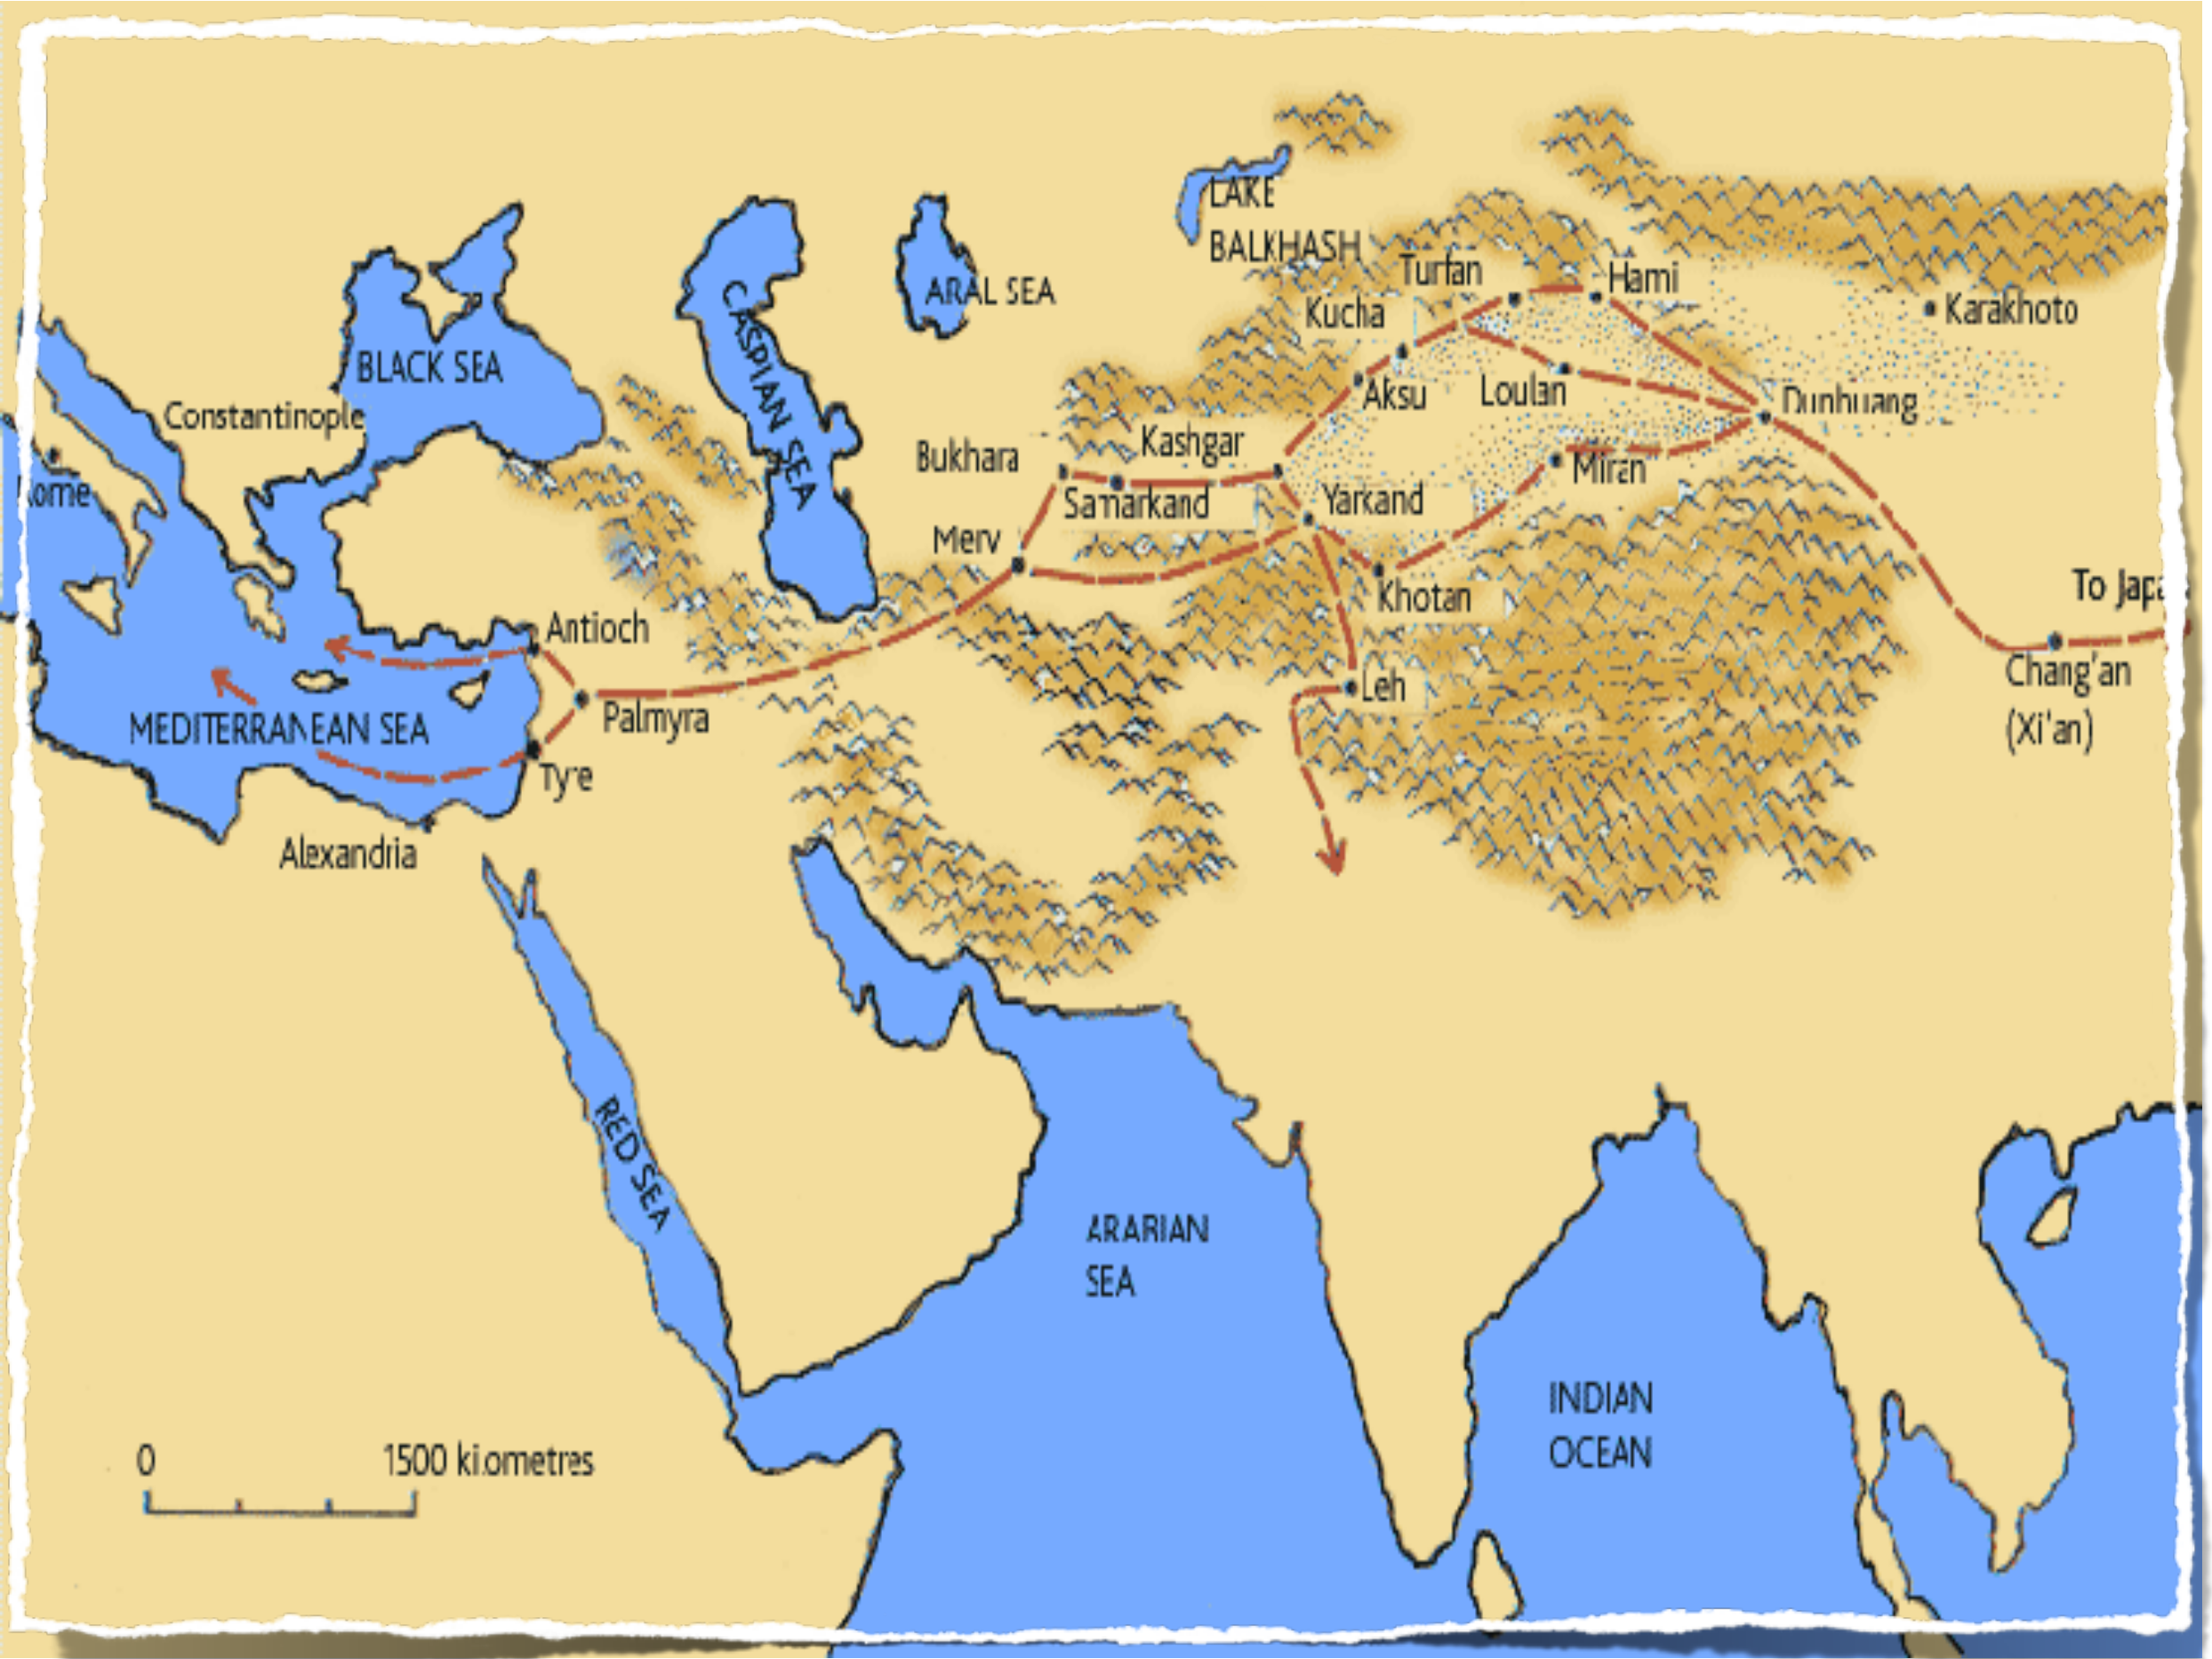 LAKE
BALKHASH
Turfan
Hami
Kucha
Karakhoto
ARAL SEA
CASPIAN SEA
BLACK SEA
Constantinople
Aksu
Loulan
Dunhuang
Bukhara
Kashgar
Samarkand
Yarkand
Miran
Rome
Merv
Khotan
To Japa
Antioch
Chang'an
(Xi'an)
Leh
Palmyra
MEDITERRANEAN SEA
Tyre
Alexandria
RED SEA
ARABIAN
SEA
INDIAN
OCEAN
0
1500 kilometres